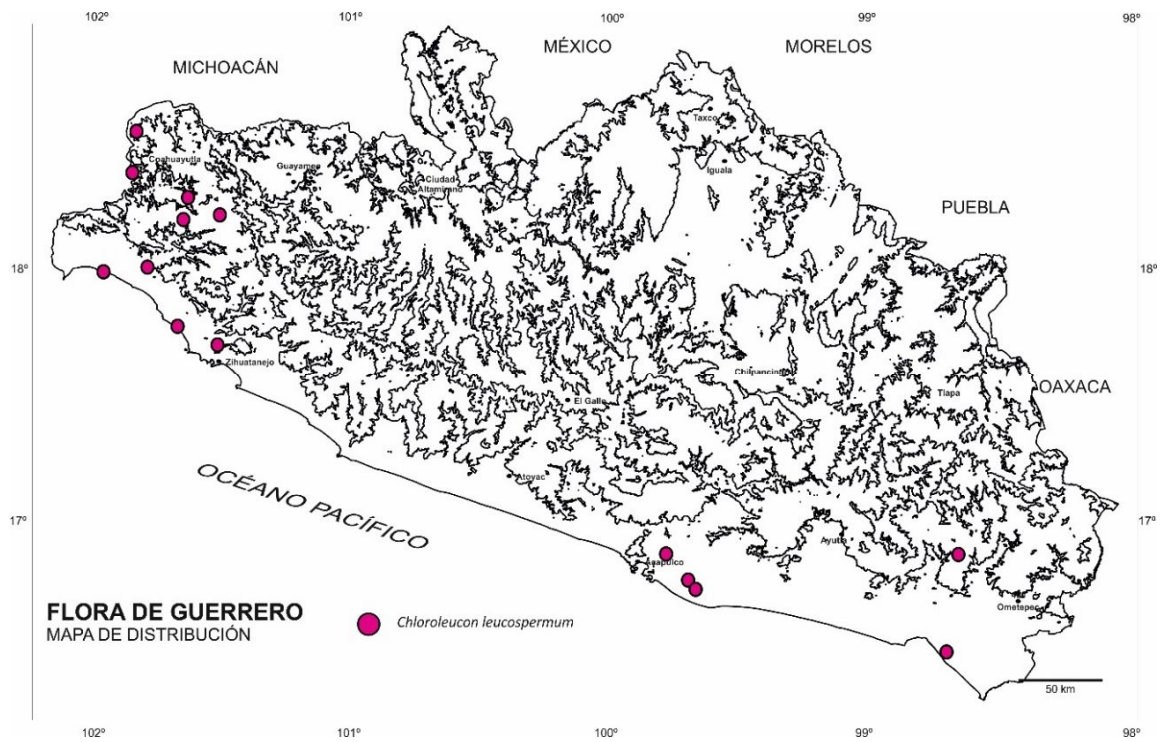 102º 101º 100º 99º 98º
MÉXICO MORELOS
MICHOACÁN
Taxco
Coahuayutla
Guayameo
Iguala
Ciudad
Altamirano
PUEBLA
18º 18º
Zihuatanejo
Chilpancingo
Tlapa
OAXACA
El Gallo
Atoyac
OCÉANO PACÍFICO
17º 17º
Ayutla
Acapulco
Ometepec
FLORA DE GUERRERO
MAPA DE DISTRIBUCIÓN
Chloroleucon leucospermum
50 km
102º 101º 100º 99º 98º